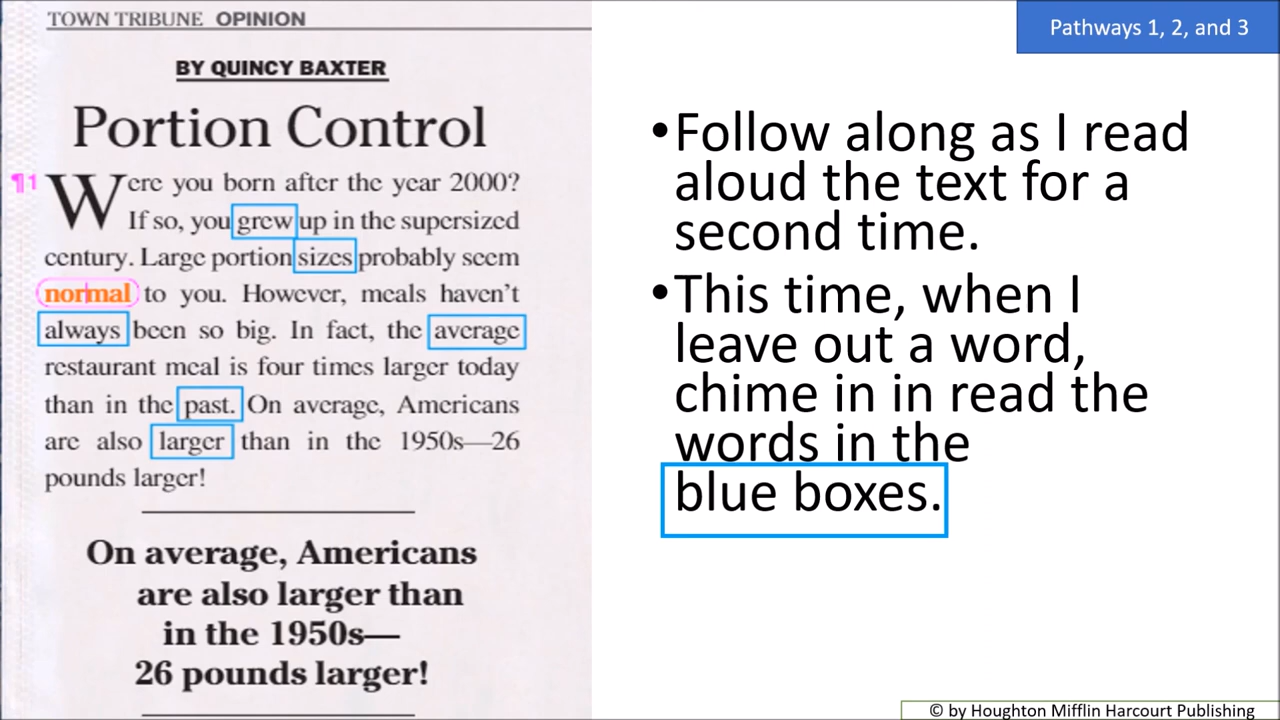 TOWN TRIBUNE OPINION
BY QUINCY BAXTER
Portion Control
¶1
Were you born after the year 2000?
If so, you grew up in the supersized
century. Large portion sizes probably seem
normal to you. However, meals haven't
always been so big. In fact, the average
restaurant meal is four times larger today
than in the past. On average, Americans
are also larger than in the 1950s—26
pounds larger!
On average, Americans
are also larger than
in the 1950s—
26 pounds larger!
Pathways 1, 2, and 3
•Follow along as I read
aloud the text for a
second time.
•This time, when I
leave out a word,
chime in in read the
words in the
blue boxes.
© by Houghton Mifflin Harcourt Publishing